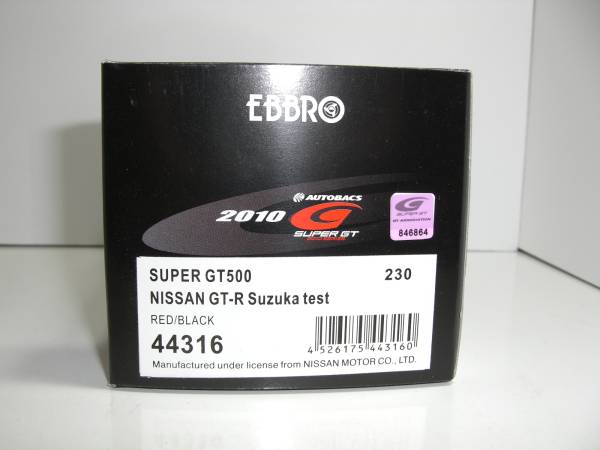 EBBRO
AUTOBACS
2010
SUPER GT
SUPER GT
846864
SUPER GT500 230
NISSAN GT-R Suzuka test
RED/BLACK
44316
4 526175 443160
Manufactured under license from NISSAN MOTOR CO., LTD.